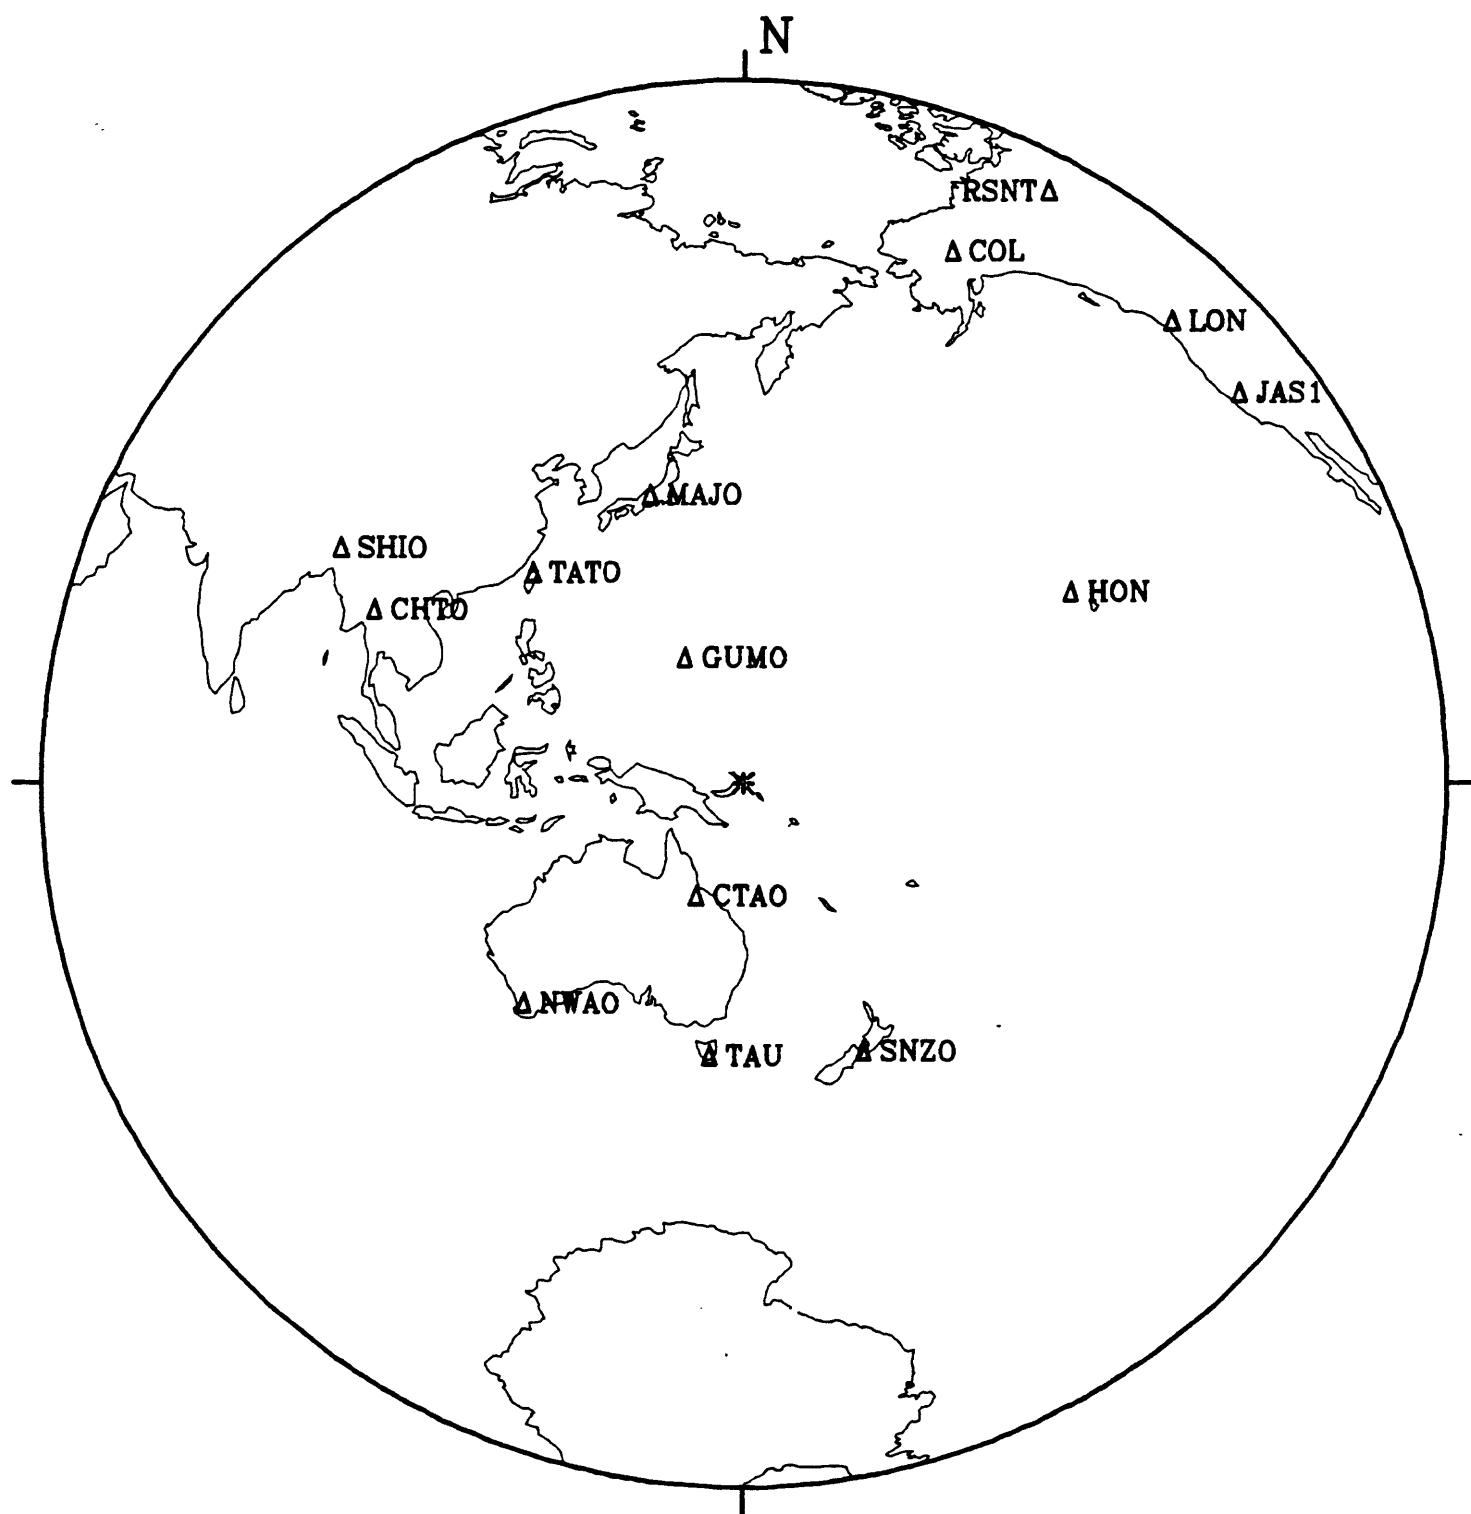 N
RSNT
COL
LON
JAS1
MAJO
SHIO
TATO
HON
CHTO
GUMO
CTAO
NWAO
TAU
SNZO